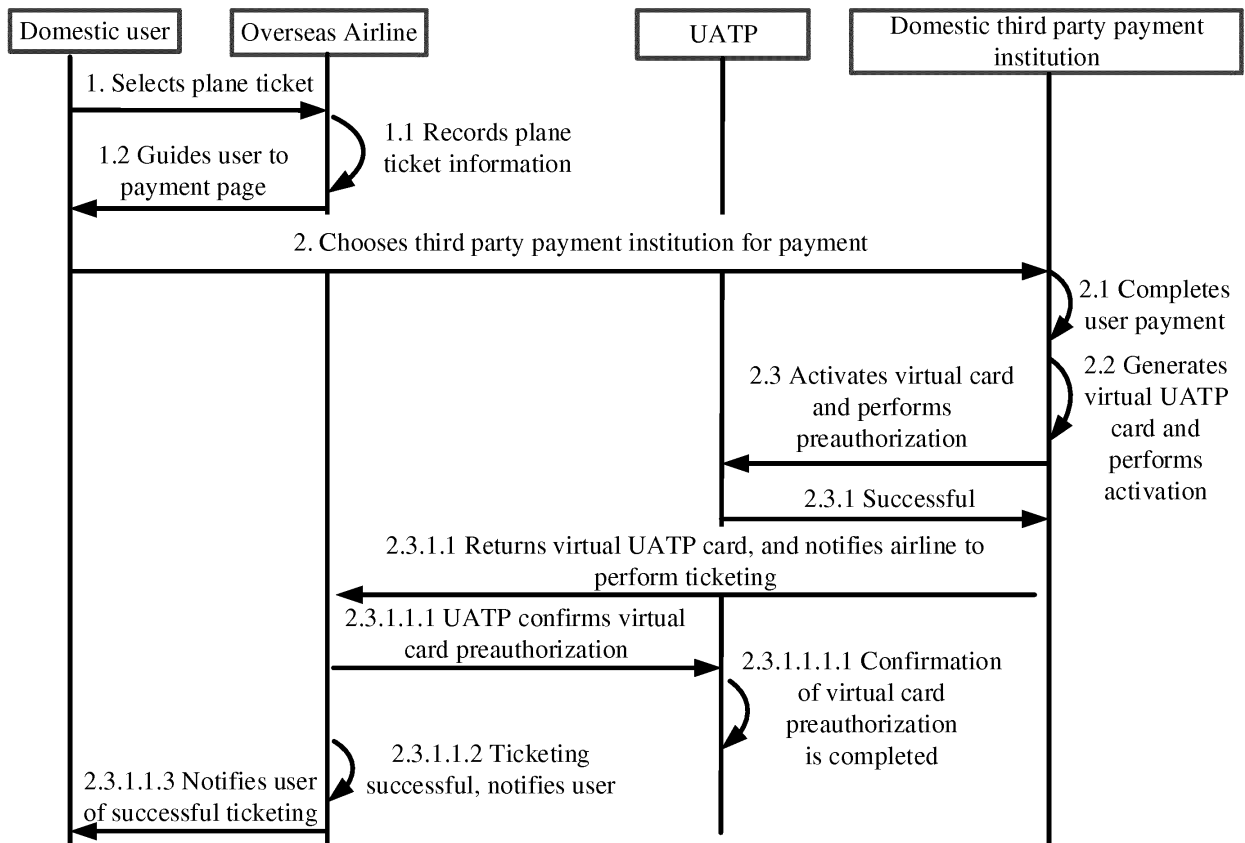 Domestic user
Overseas Airline
UATP
Domestic third party payment
institution
1. Selects plane ticket
1.1 Records plane
ticket information
1.2 Guides user to
payment page
2. Chooses third party payment institution for payment
2.1 Completes
user payment
2.2 Generates
virtual UATP
card and
performs
activation
2.3 Activates virtual card
and performs
preauthorization
2.3.1 Successful
2.3.1.1 Returns virtual UATP card, and notifies airline to
perform ticketing
2.3.1.1.1 UATP confirms virtual
card preauthorization
2.3.1.1.1.1 Confirmation
of virtual card
preauthorization
is completed
2.3.1.1.2 Ticketing
successful, notifies user
2.3.1.1.3 Notifies user
of successful ticketing